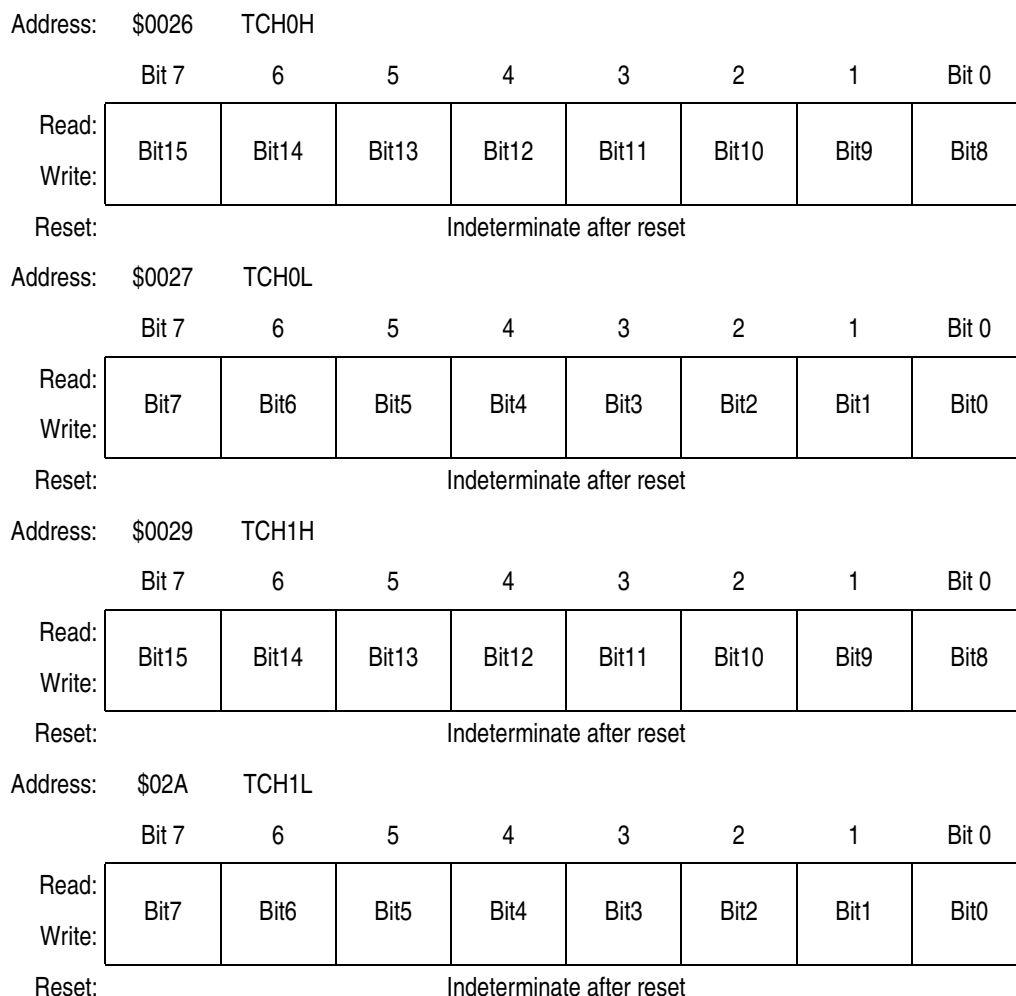 Address: $0026 TCH0H
Bit 7 6 5 4 3 2 1 Bit 0
Read:
Bit15 Bit14 Bit13 Bit12 Bit11 Bit10 Bit9 Bit8
Write:
Reset: Indeterminate after reset
Address: $0027 TCH0L
Bit 7 6 5 4 3 2 1 Bit 0
Read:
Bit7 Bit6 Bit5 Bit4 Bit3 Bit2 Bit1 Bit0
Write:
Reset: Indeterminate after reset
Address: $0029 TCH1H
Bit 7 6 5 4 3 2 1 Bit 0
Read:
Bit15 Bit14 Bit13 Bit12 Bit11 Bit10 Bit9 Bit8
Write:
Reset: Indeterminate after reset
Address: $02A TCH1L
Bit 7 6 5 4 3 2 1 Bit 0
Read:
Bit7 Bit6 Bit5 Bit4 Bit3 Bit2 Bit1 Bit0
Write:
Reset: Indeterminate after reset